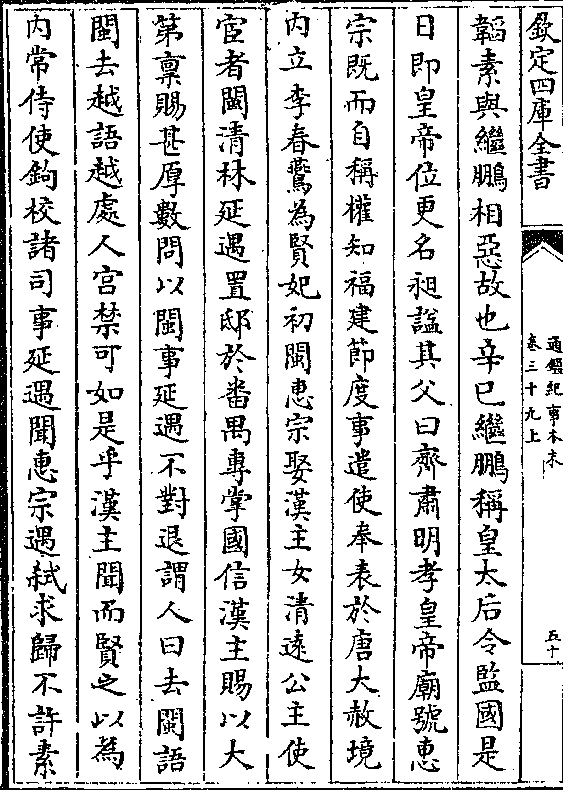 欽定四庫全書
通鑑紀事本末
卷三十九上
五十
韜素與繼鵬相惡故也辛巳繼鵬稱皇太后令監國是
日即皇帝位更名昶諡其父曰齊肅明孝皇帝廟號惠
宗既而自稱權知福建節度事遣使奉表於唐大赦境
内立李春鷰為賢妃初閩惠宗娶漢主女清遠公主使
宦者閩清林延遇置邸於番禺專掌國信漢主賜以大
第禀賜甚厚數問以閩事延遇不對退謂人曰去閩語
閩去越語越處人宫禁可如是乎漢主聞而賢之以為
内常侍使鉤校諸司事延遇聞惠宗遇弑求歸不許素